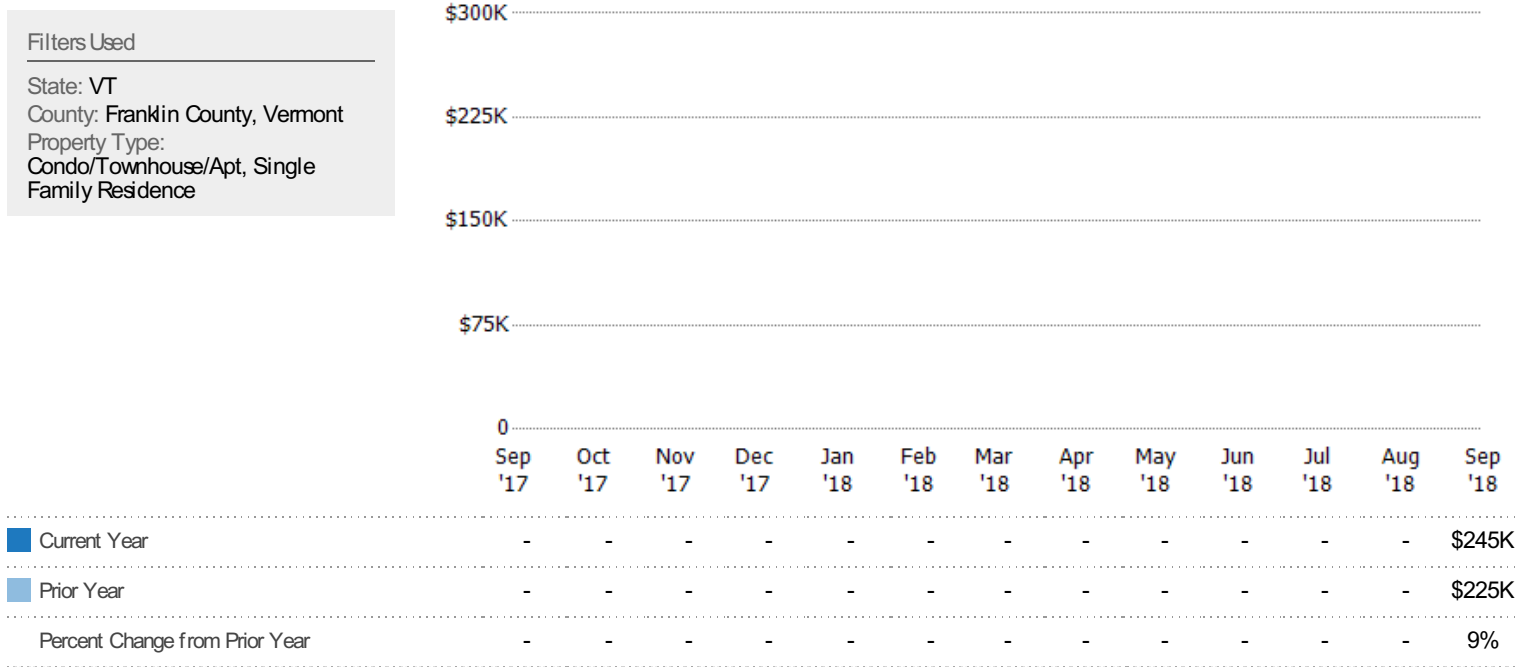 Filters Used
State: VT
County: Franklin County, Vermont
Property Type:
Condo/Townhouse/Apt, Single
Family Residence
$300K
$225K
$150K
$75K
0
Sep Oct Nov Dec Jan Feb Mar Apr May Jun Jul Aug Sep
'17 '17 '17 '17 '18 '18 '18 '18 '18 '18 '18 '18 '18
Current Year - - - - - - - - - - - - $245K
Prior Year - - - - - - - - - - - - $225K
Percent Change from Prior Year - - - - - - - - - - - - 9%